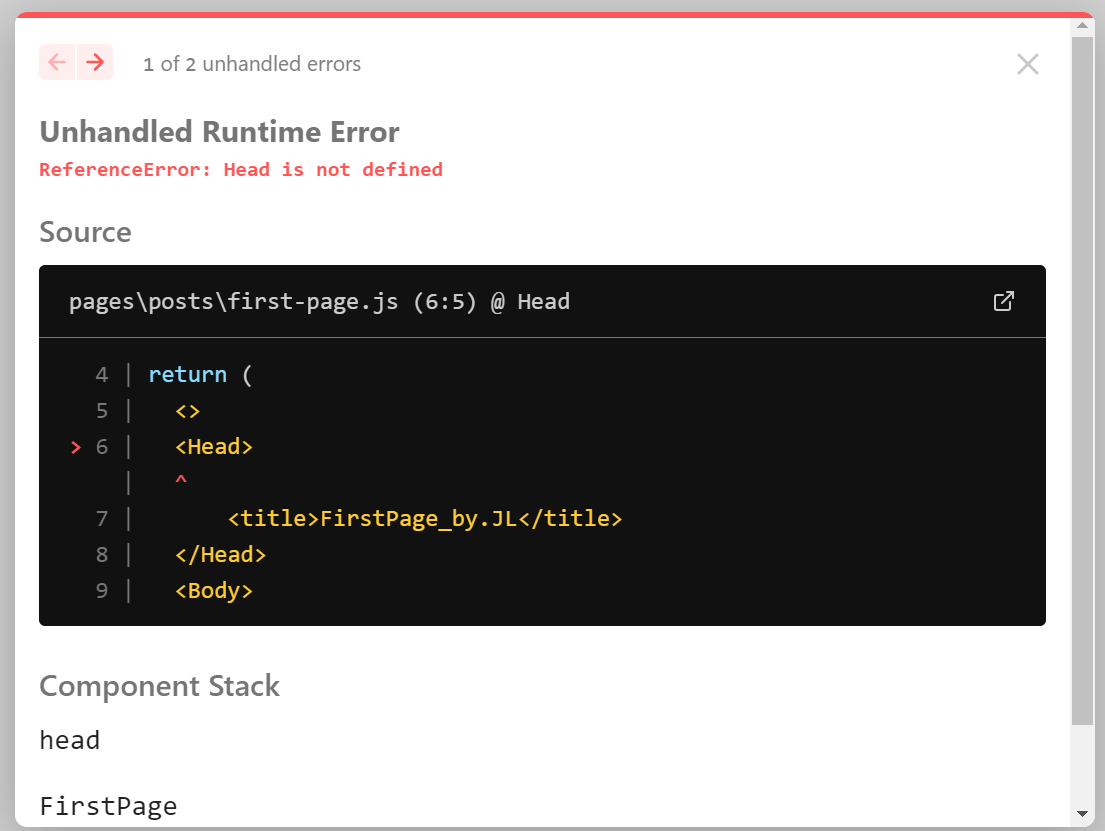 1 of 2 unhandled errors
Unhandled Runtime Error
ReferenceError: Head is not defined
Source
pages\posts\first-page.js (6:5) @ Head
4 | return (
5 |   <>
> 6 |   <Head>
|   ^
7 |       <title>FirstPage_by.JL</title>
8 |   </Head>
9 |   <Body>
Component Stack
head
FirstPage